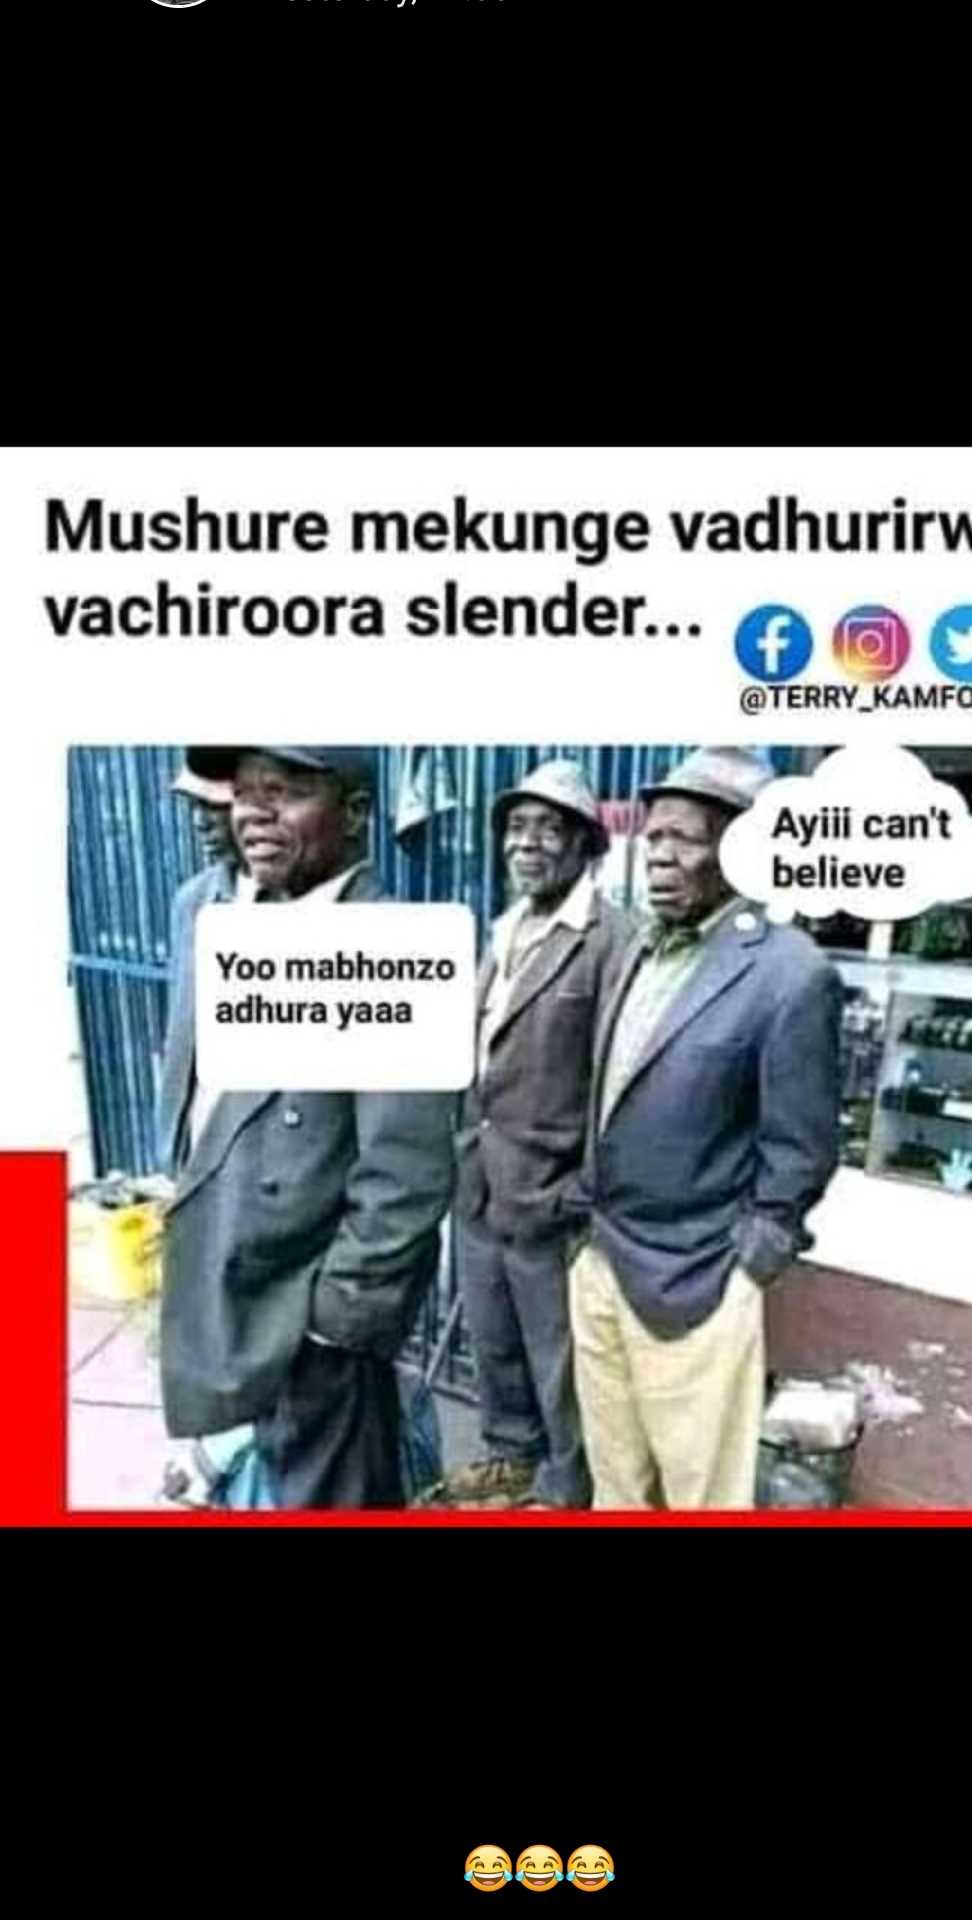 Mushure mekunge vadhurirw
vachiroora slender...
@TERRY_KAMFO
Ayiii can't
believe
Yoo mabhonzo
adhura yaaa
😂😂😂